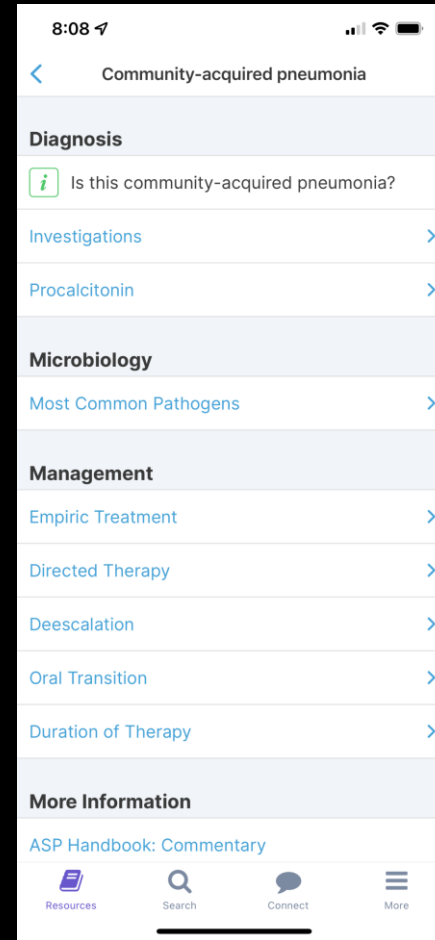 8:08
Community-acquired pneumonia
Diagnosis
i Is this community-acquired pneumonia?
Investigations
Procalcitonin
Microbiology
Most Common Pathogens
Management
Empiric Treatment
Directed Therapy
Deescalation
Oral Transition
Duration of Therapy
More Information
ASP Handbook: Commentary
Resources Search Connect More